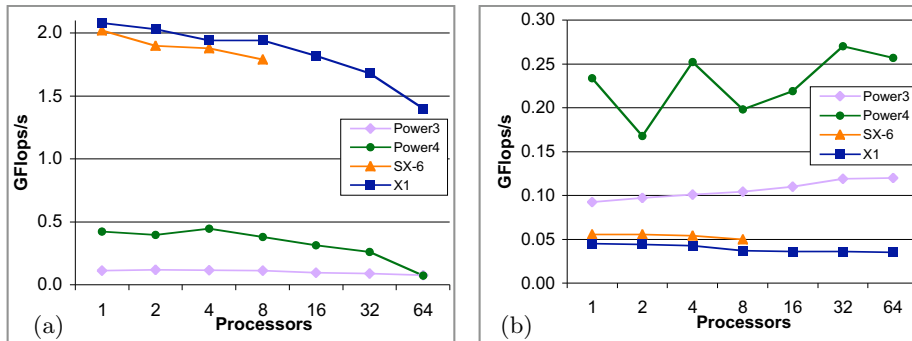 GFlops/s
2.0
1.5
1.0
0.5
0.0
Power3
Power4
SX-6
X1
1 2 4 8 16 32 64
Processors
(a)
GFlops/s
0.30
0.25
0.20
0.15
0.10
0.05
0.00
Power3
Power4
SX-6
X1
1 2 4 8 16 32 64
Processors
(b)